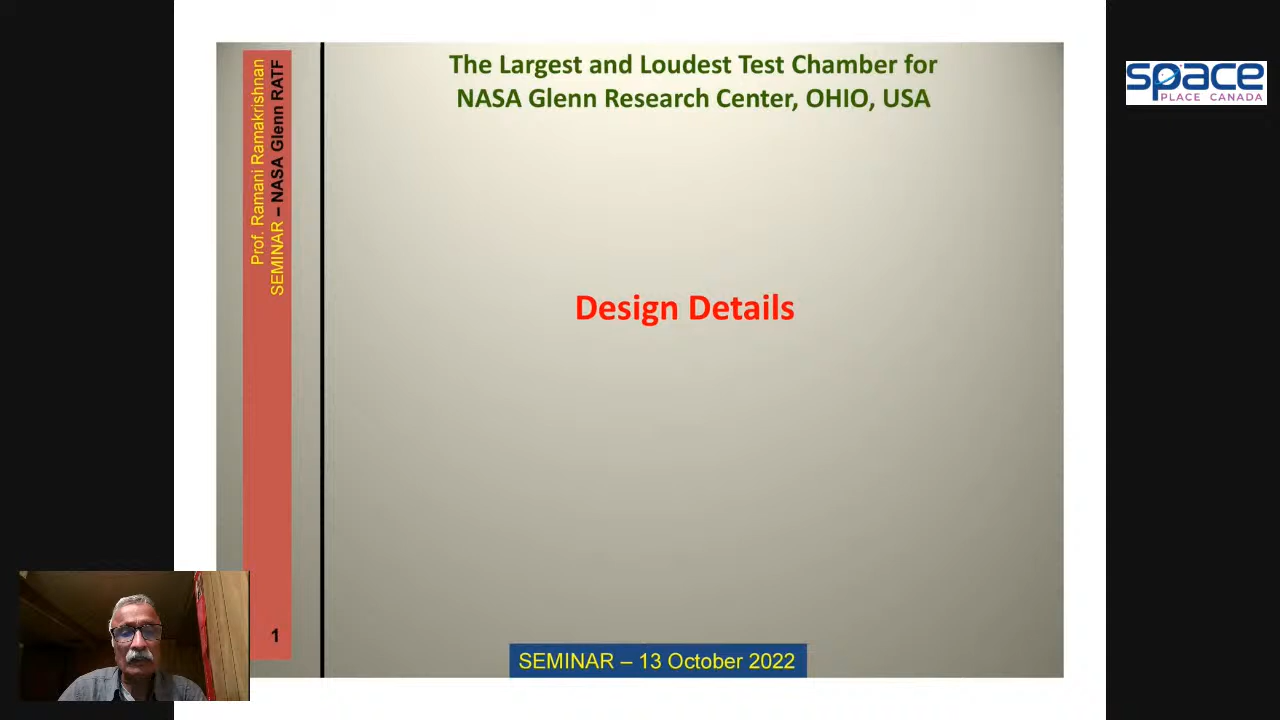 The Largest and Loudest Test Chamber for
NASA Glenn Research Center, OHIO, USA
space
PLACE CANADA
Prof. Ramani Ramakrishnan
SEMINAR – NASA Glenn RATF
Design Details
1
SEMINAR – 13 October 2022